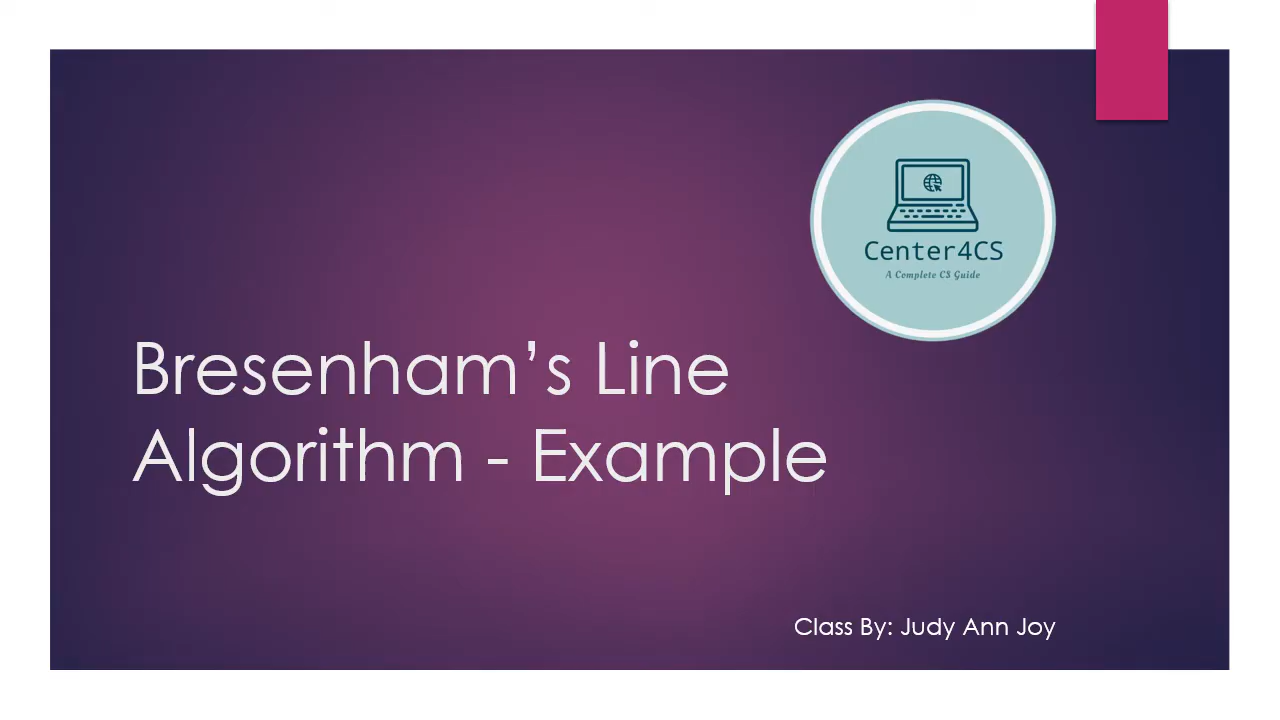 Center4CS
A Complete CS Guide
Bresenham’s Line
Algorithm - Example
Class By: Judy Ann Joy